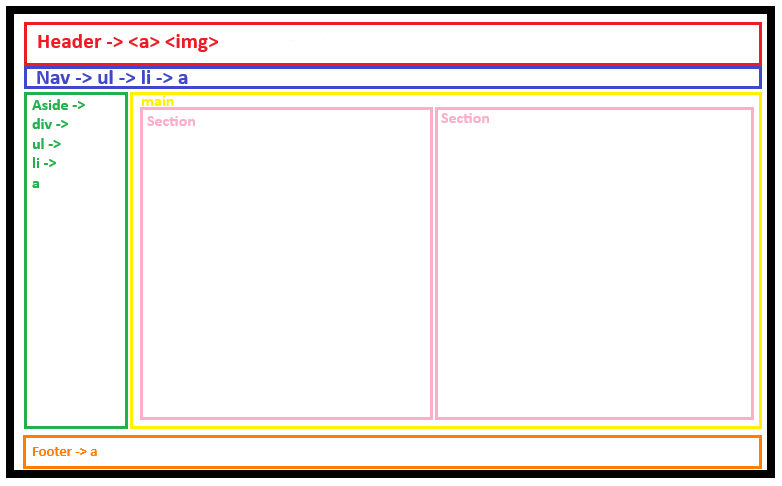 Header -> <a> <img>
Nav -> ul -> li -> a
Aside ->
div ->
ul ->
li ->
a
main
Section
Section
Footer -> a